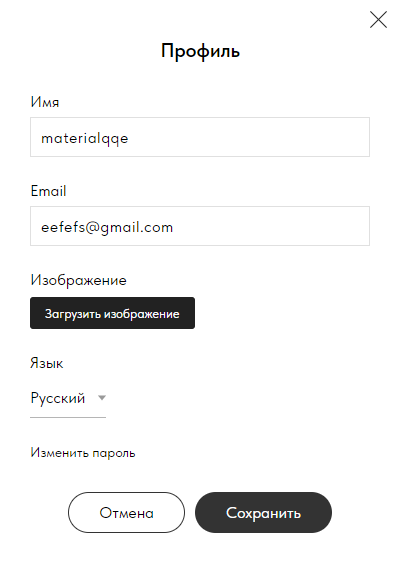 Профиль
Имя
materialqqe
Email
eefefs@gmail.com
Изображение
Загрузить изображение
Язык
Русский
Изменить пароль
Отмена
Сохранить